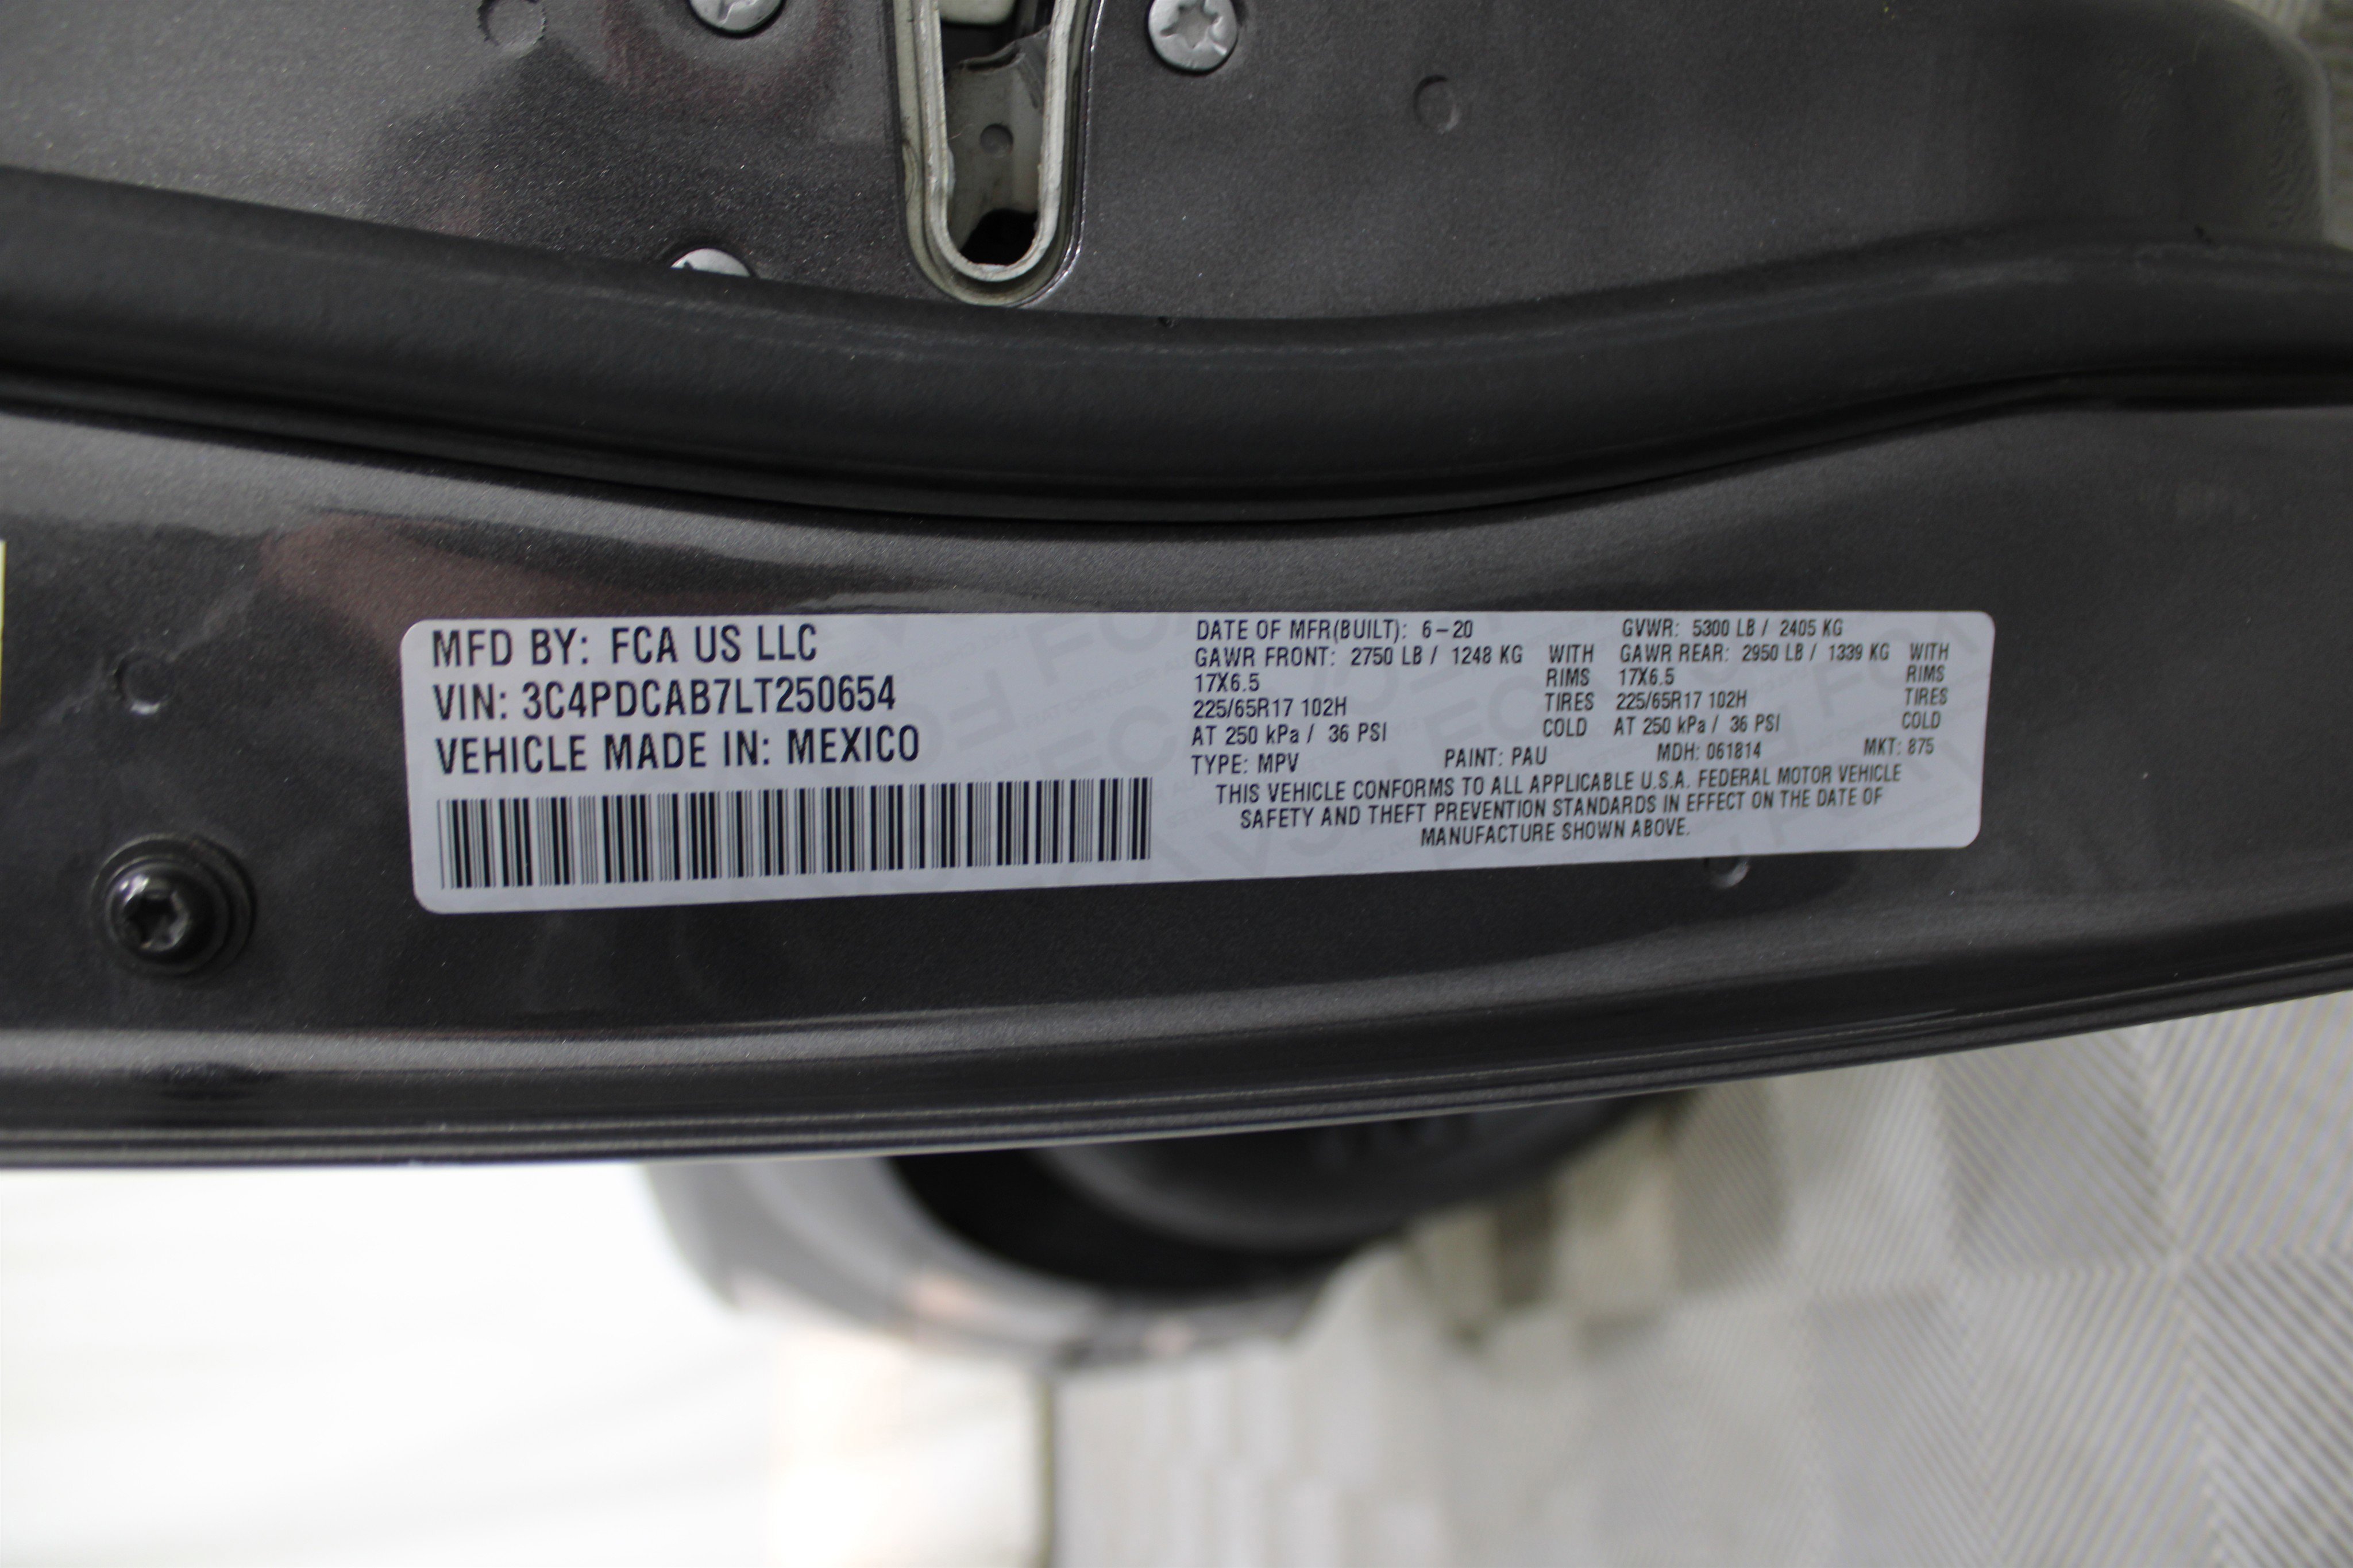 MFD BY: FCA US LLC
VIN: 3C4PDCAB7LT250654
VEHICLE MADE IN: MEXICO
DATE OF MFR(BUILT): 6-20 GVWR: 5300 LB / 2405 KG
GAWR FRONT: 2750 LB / 1248 KG WITH GAWR REAR: 2950 LB / 1339 KG WITH
17X6.5 RIMS 17X6.5 RIMS
225/65R17 102H TIRES 225/65R17 102H TIRES
AT 250 kPa / 36 PSI COLD AT 250 kPa / 36 PSI COLD
TYPE: MPV PAINT: PAU MDH: 061814 MKT: 875
THIS VEHICLE CONFORMS TO ALL APPLICABLE U.S.A. FEDERAL MOTOR VEHICLE
SAFETY AND THEFT PREVENTION STANDARDS IN EFFECT ON THE DATE OF
MANUFACTURE SHOWN ABOVE.